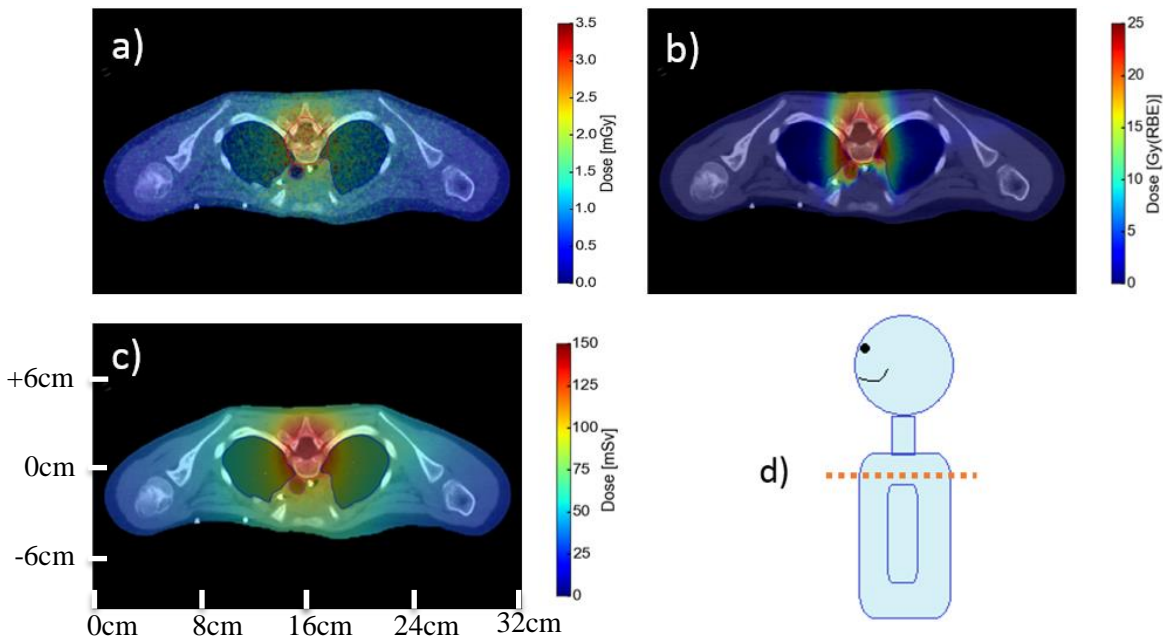 a)
3.5
3.0
2.5
2.0
1.5
1.0
0.5
0.0
Dose [mGy]
b)
25
20
15
10
5
0
Dose [Gy(RBE)]
c)
+6cm
0cm
-6cm
0cm 8cm 16cm 24cm 32cm
150
125
100
75
50
25
0
Dose [mSv]
d)